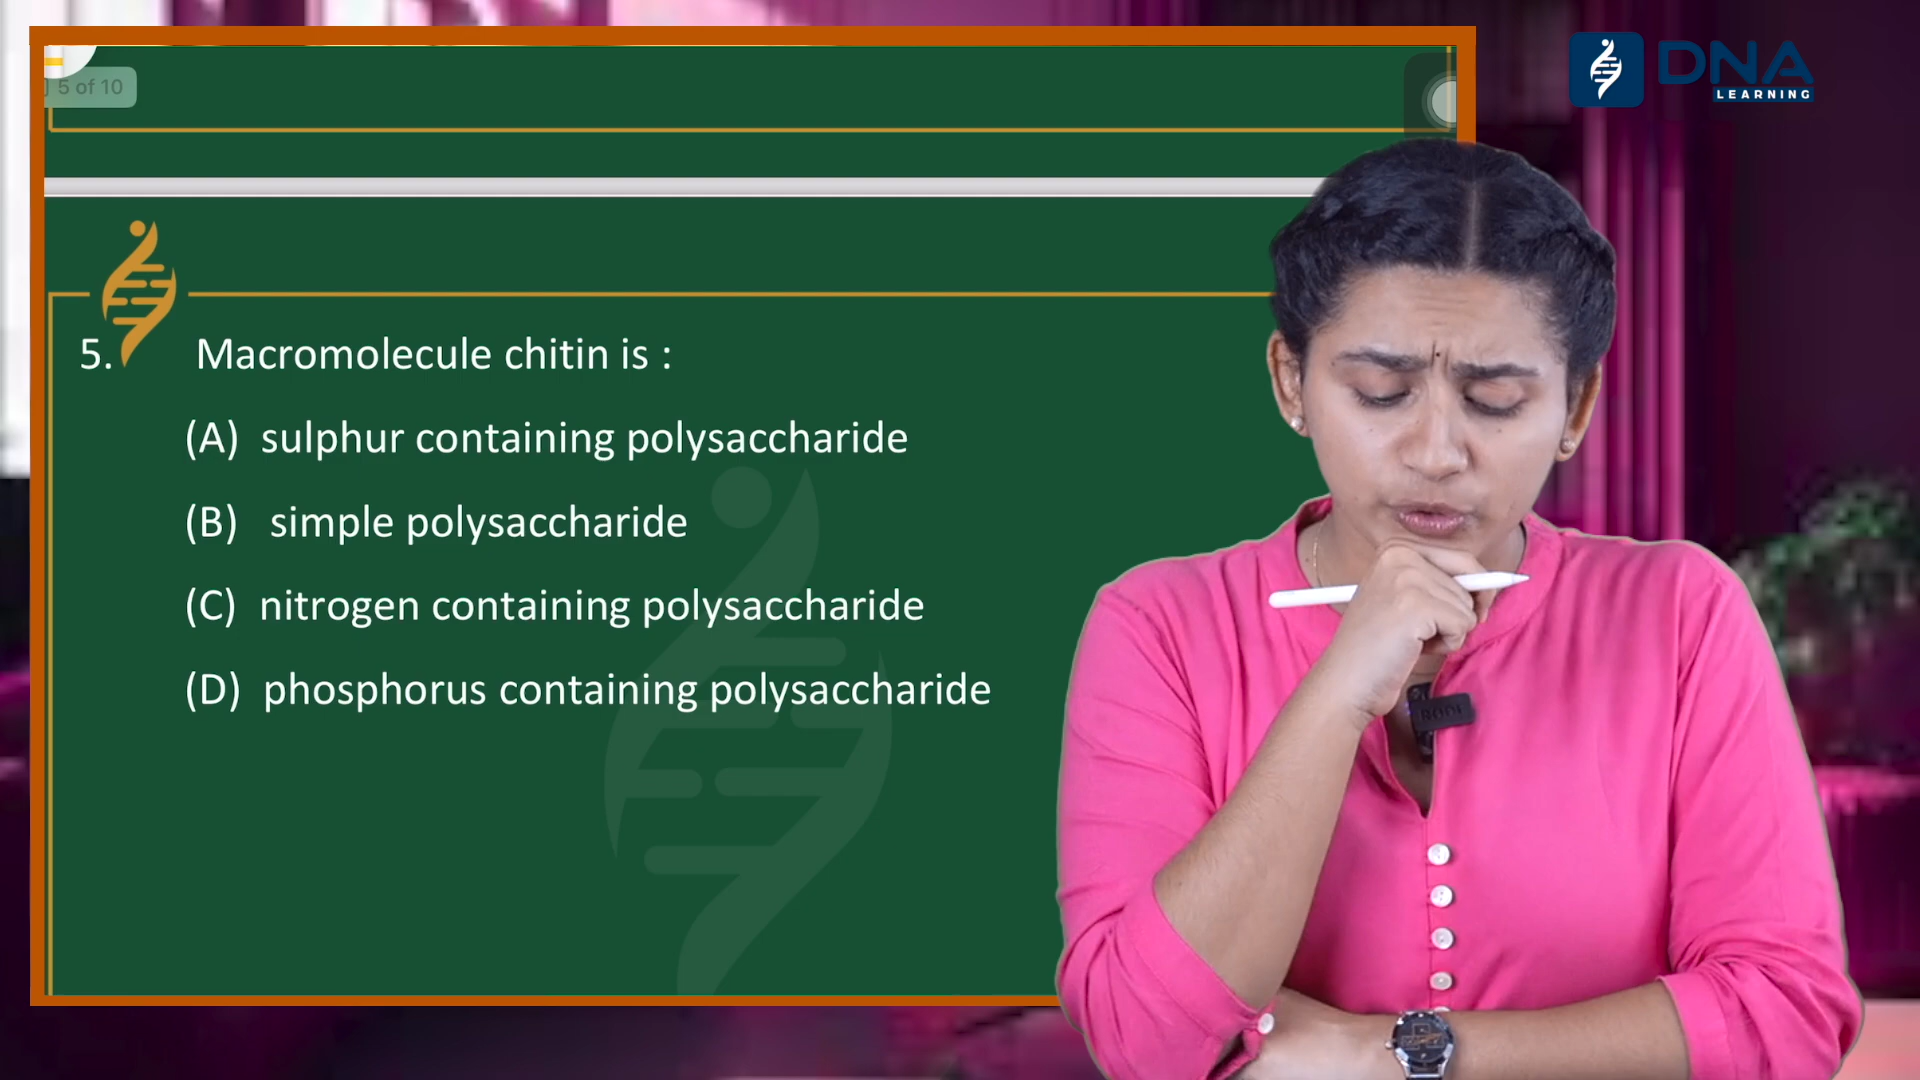 5 of 10
DNA
LEARNING
5. Macromolecule chitin is :
(A) sulphur containing polysaccharide
(B) simple polysaccharide
(C) nitrogen containing polysaccharide
(D) phosphorus containing polysaccharide
RODE